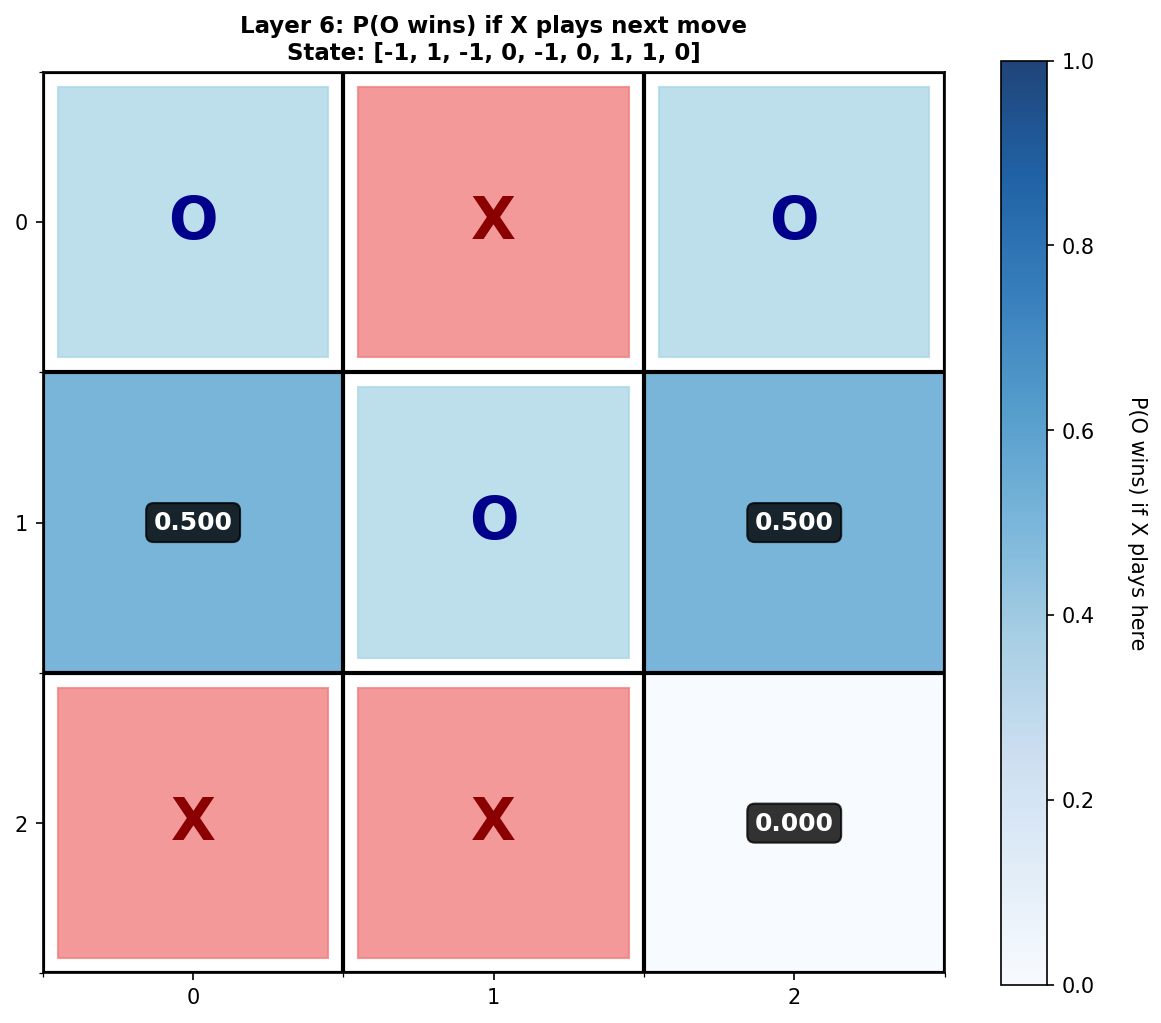 Layer 6: P(O wins) if X plays next move
State: [-1, 1, -1, 0, -1, 0, 1, 1, 0]
O X O
0.500 O 0.500
X X 0.000
0
1
2
0 1 2
1.0
0.8
0.6
0.4
0.2
0.0
P(O wins) if X plays here